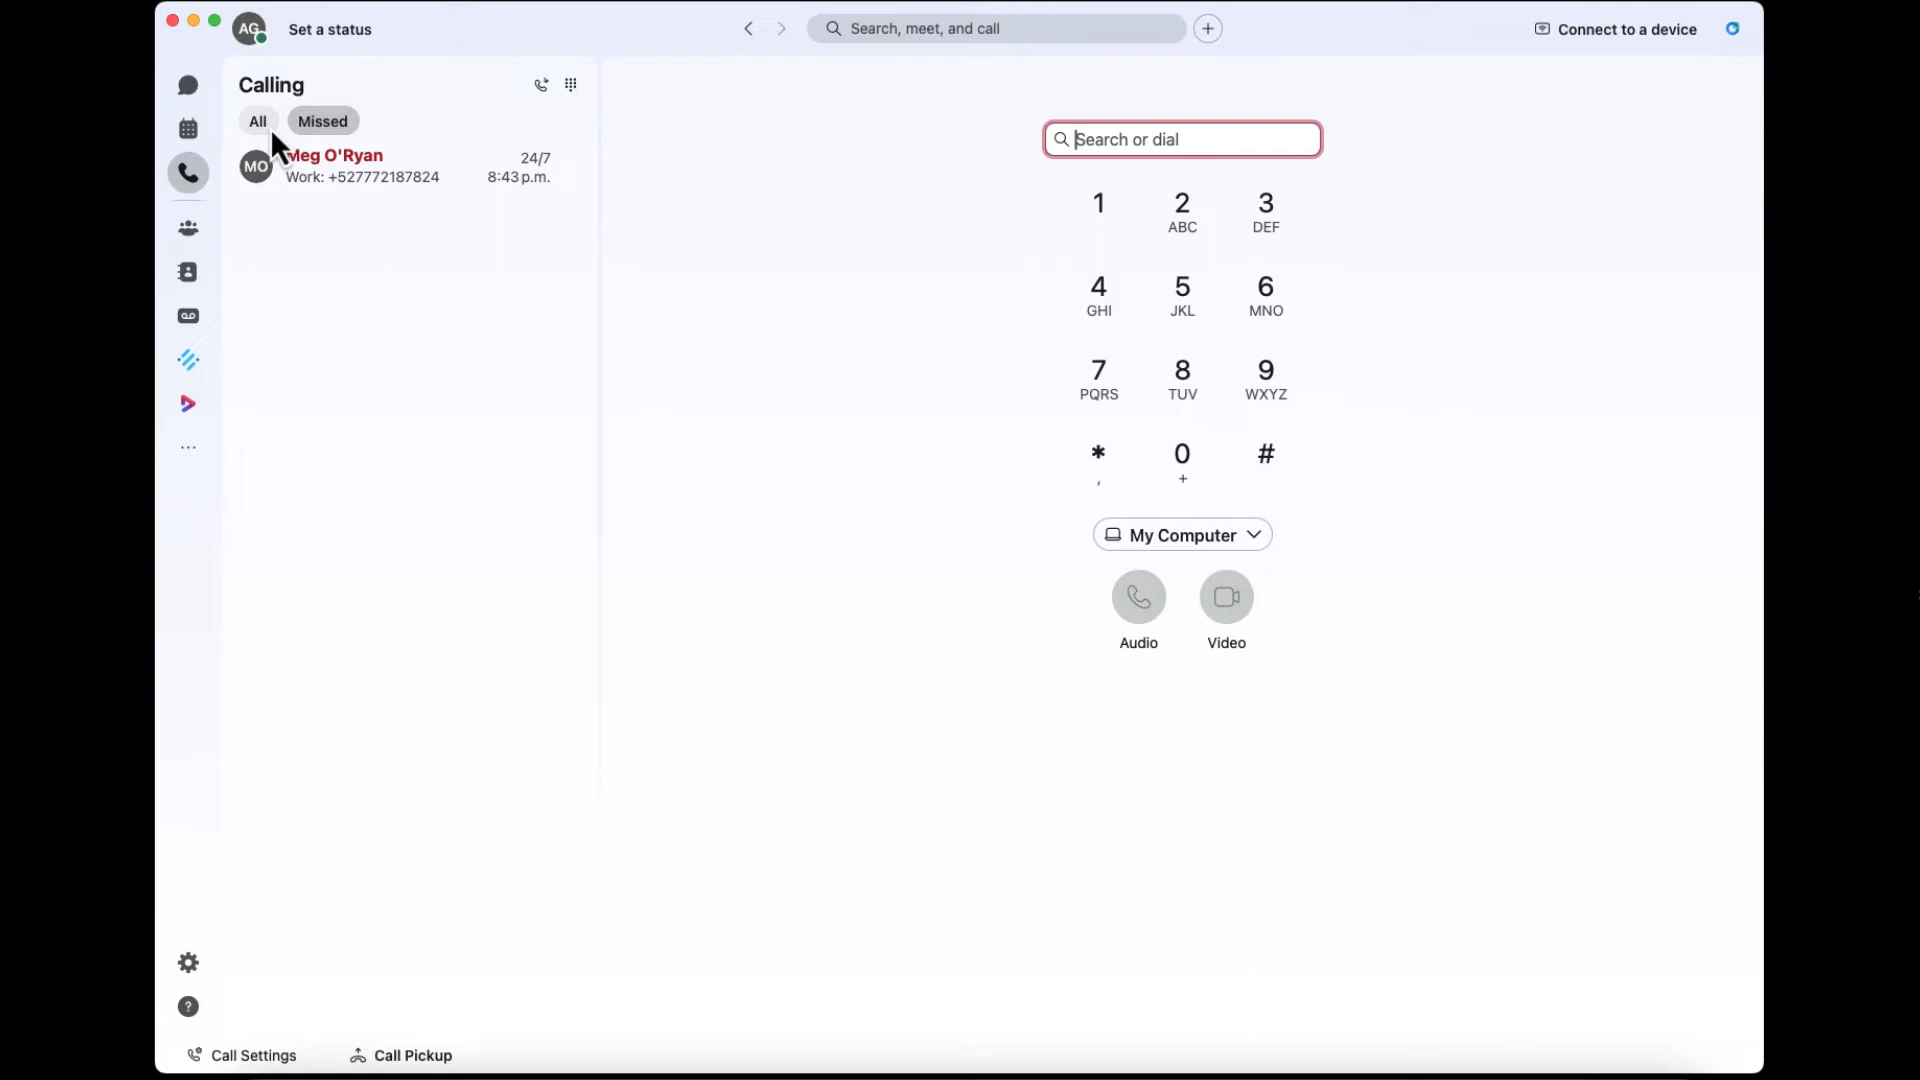 AG
Set a status
Search, meet, and call
Connect to a device
Calling
All
Missed
MO
Meg O'Ryan
24/7
Work: +527772187824
8:43 p.m.
Search or dial
1
2
3
ABC
DEF
4
5
6
GHI
JKL
MNO
7
8
9
PQRS
TUV
WXYZ
*
0
#
,
+
My Computer
Audio
Video
?
Call Settings
Call Pickup